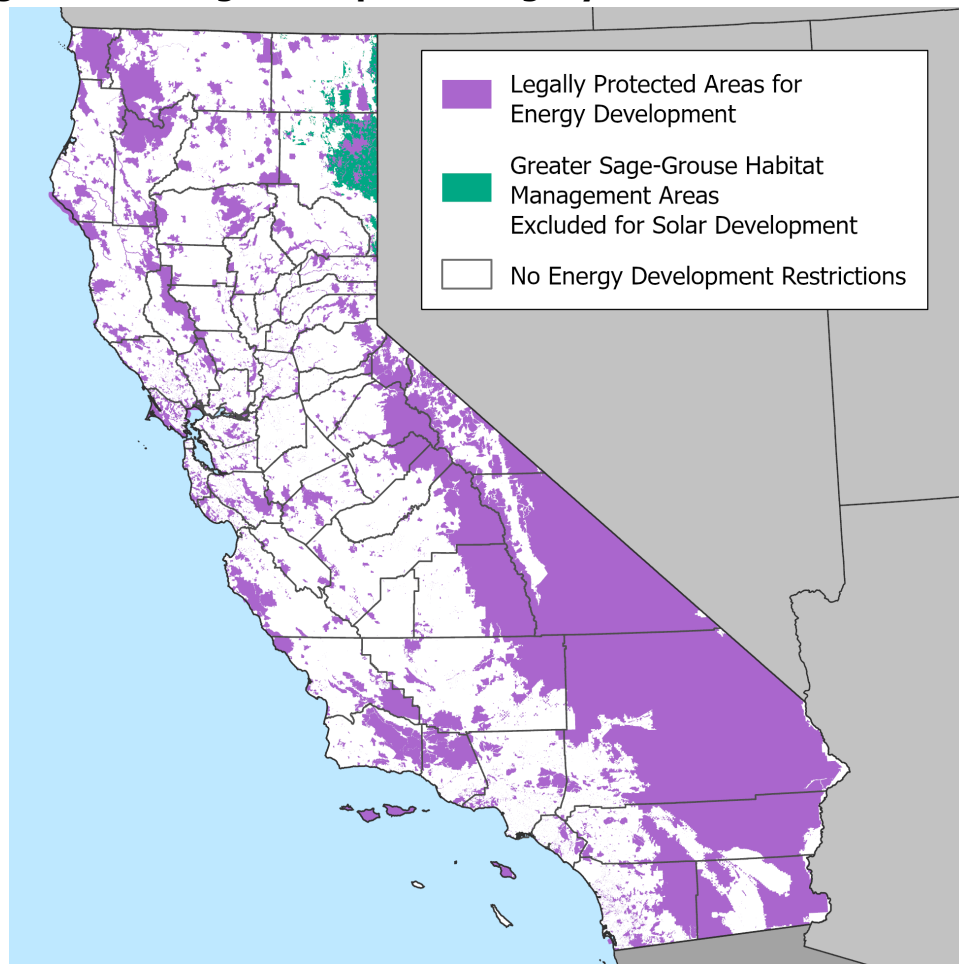 Legally Protected Areas for
Energy Development
Greater Sage-Grouse Habitat
Management Areas
Excluded for Solar Development
No Energy Development Restrictions